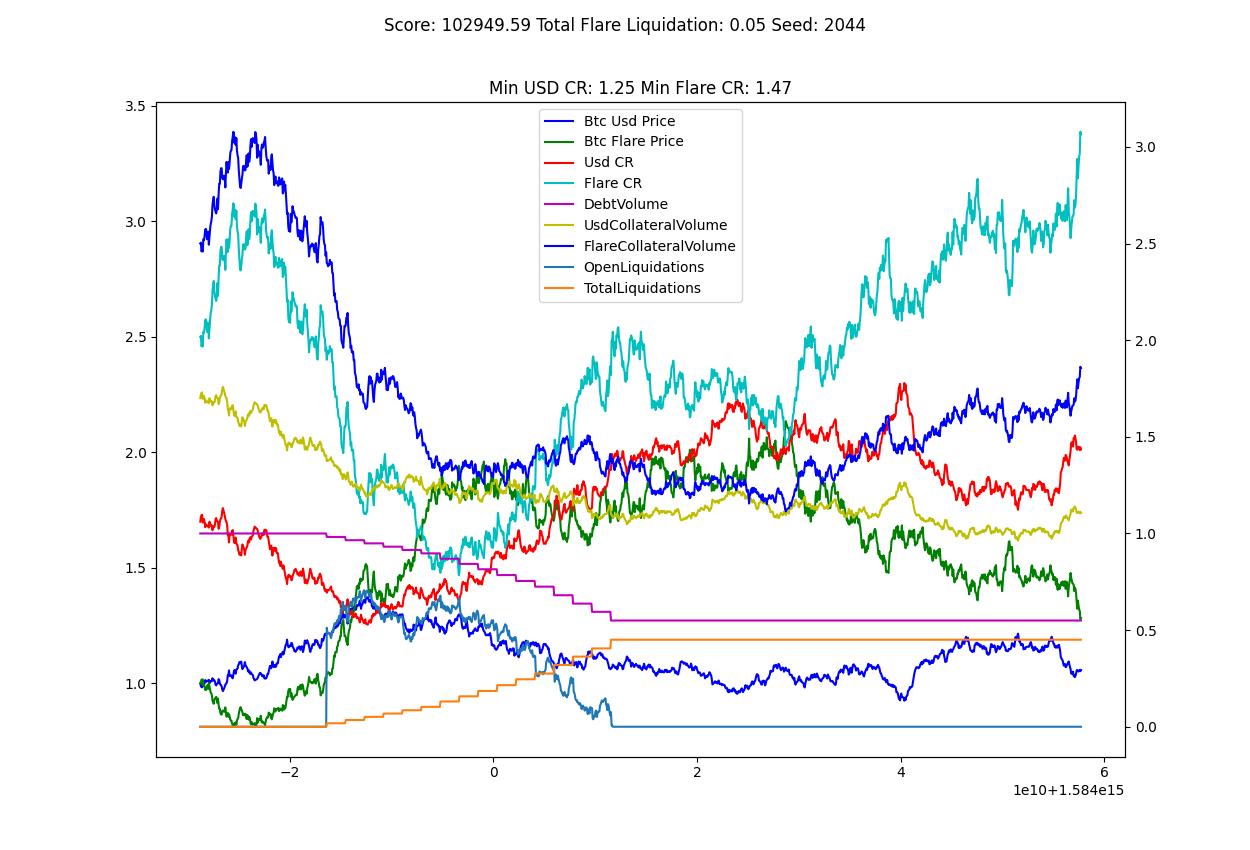 Score: 102949.59 Total Flare Liquidation: 0.05 Seed: 2044
Min USD CR: 1.25 Min Flare CR: 1.47
3.5
3.0
2.5
2.0
1.5
1.0
Btc Usd Price
Btc Flare Price
Usd CR
Flare CR
DebtVolume
UsdCollateralVolume
FlareCollateralVolume
OpenLiquidations
TotalLiquidations
3.0
2.5
2.0
1.5
1.0
0.5
0.0
−2 0 2 4 6
1e10+1.584e15